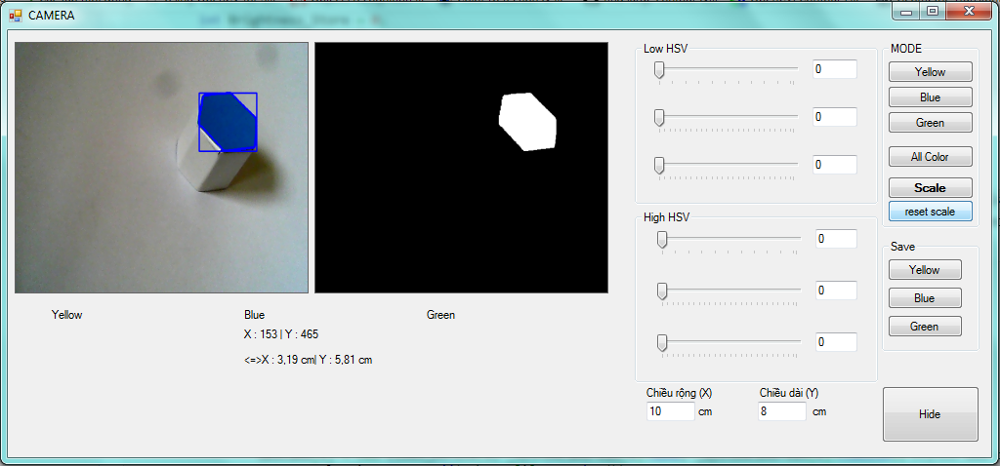 CAMERA
Low HSV
0
0
0
High HSV
0
0
0
MODE
Yellow
Blue
Green
All Color
Scale
reset scale
Save
Yellow
Blue
Green
Yellow
Blue
Green
X : 153 | Y : 465
<=>X : 3,19 cm| Y : 5,81 cm
Chiều rộng (X)
Chiều dài (Y)
10 cm
8 cm
Hide